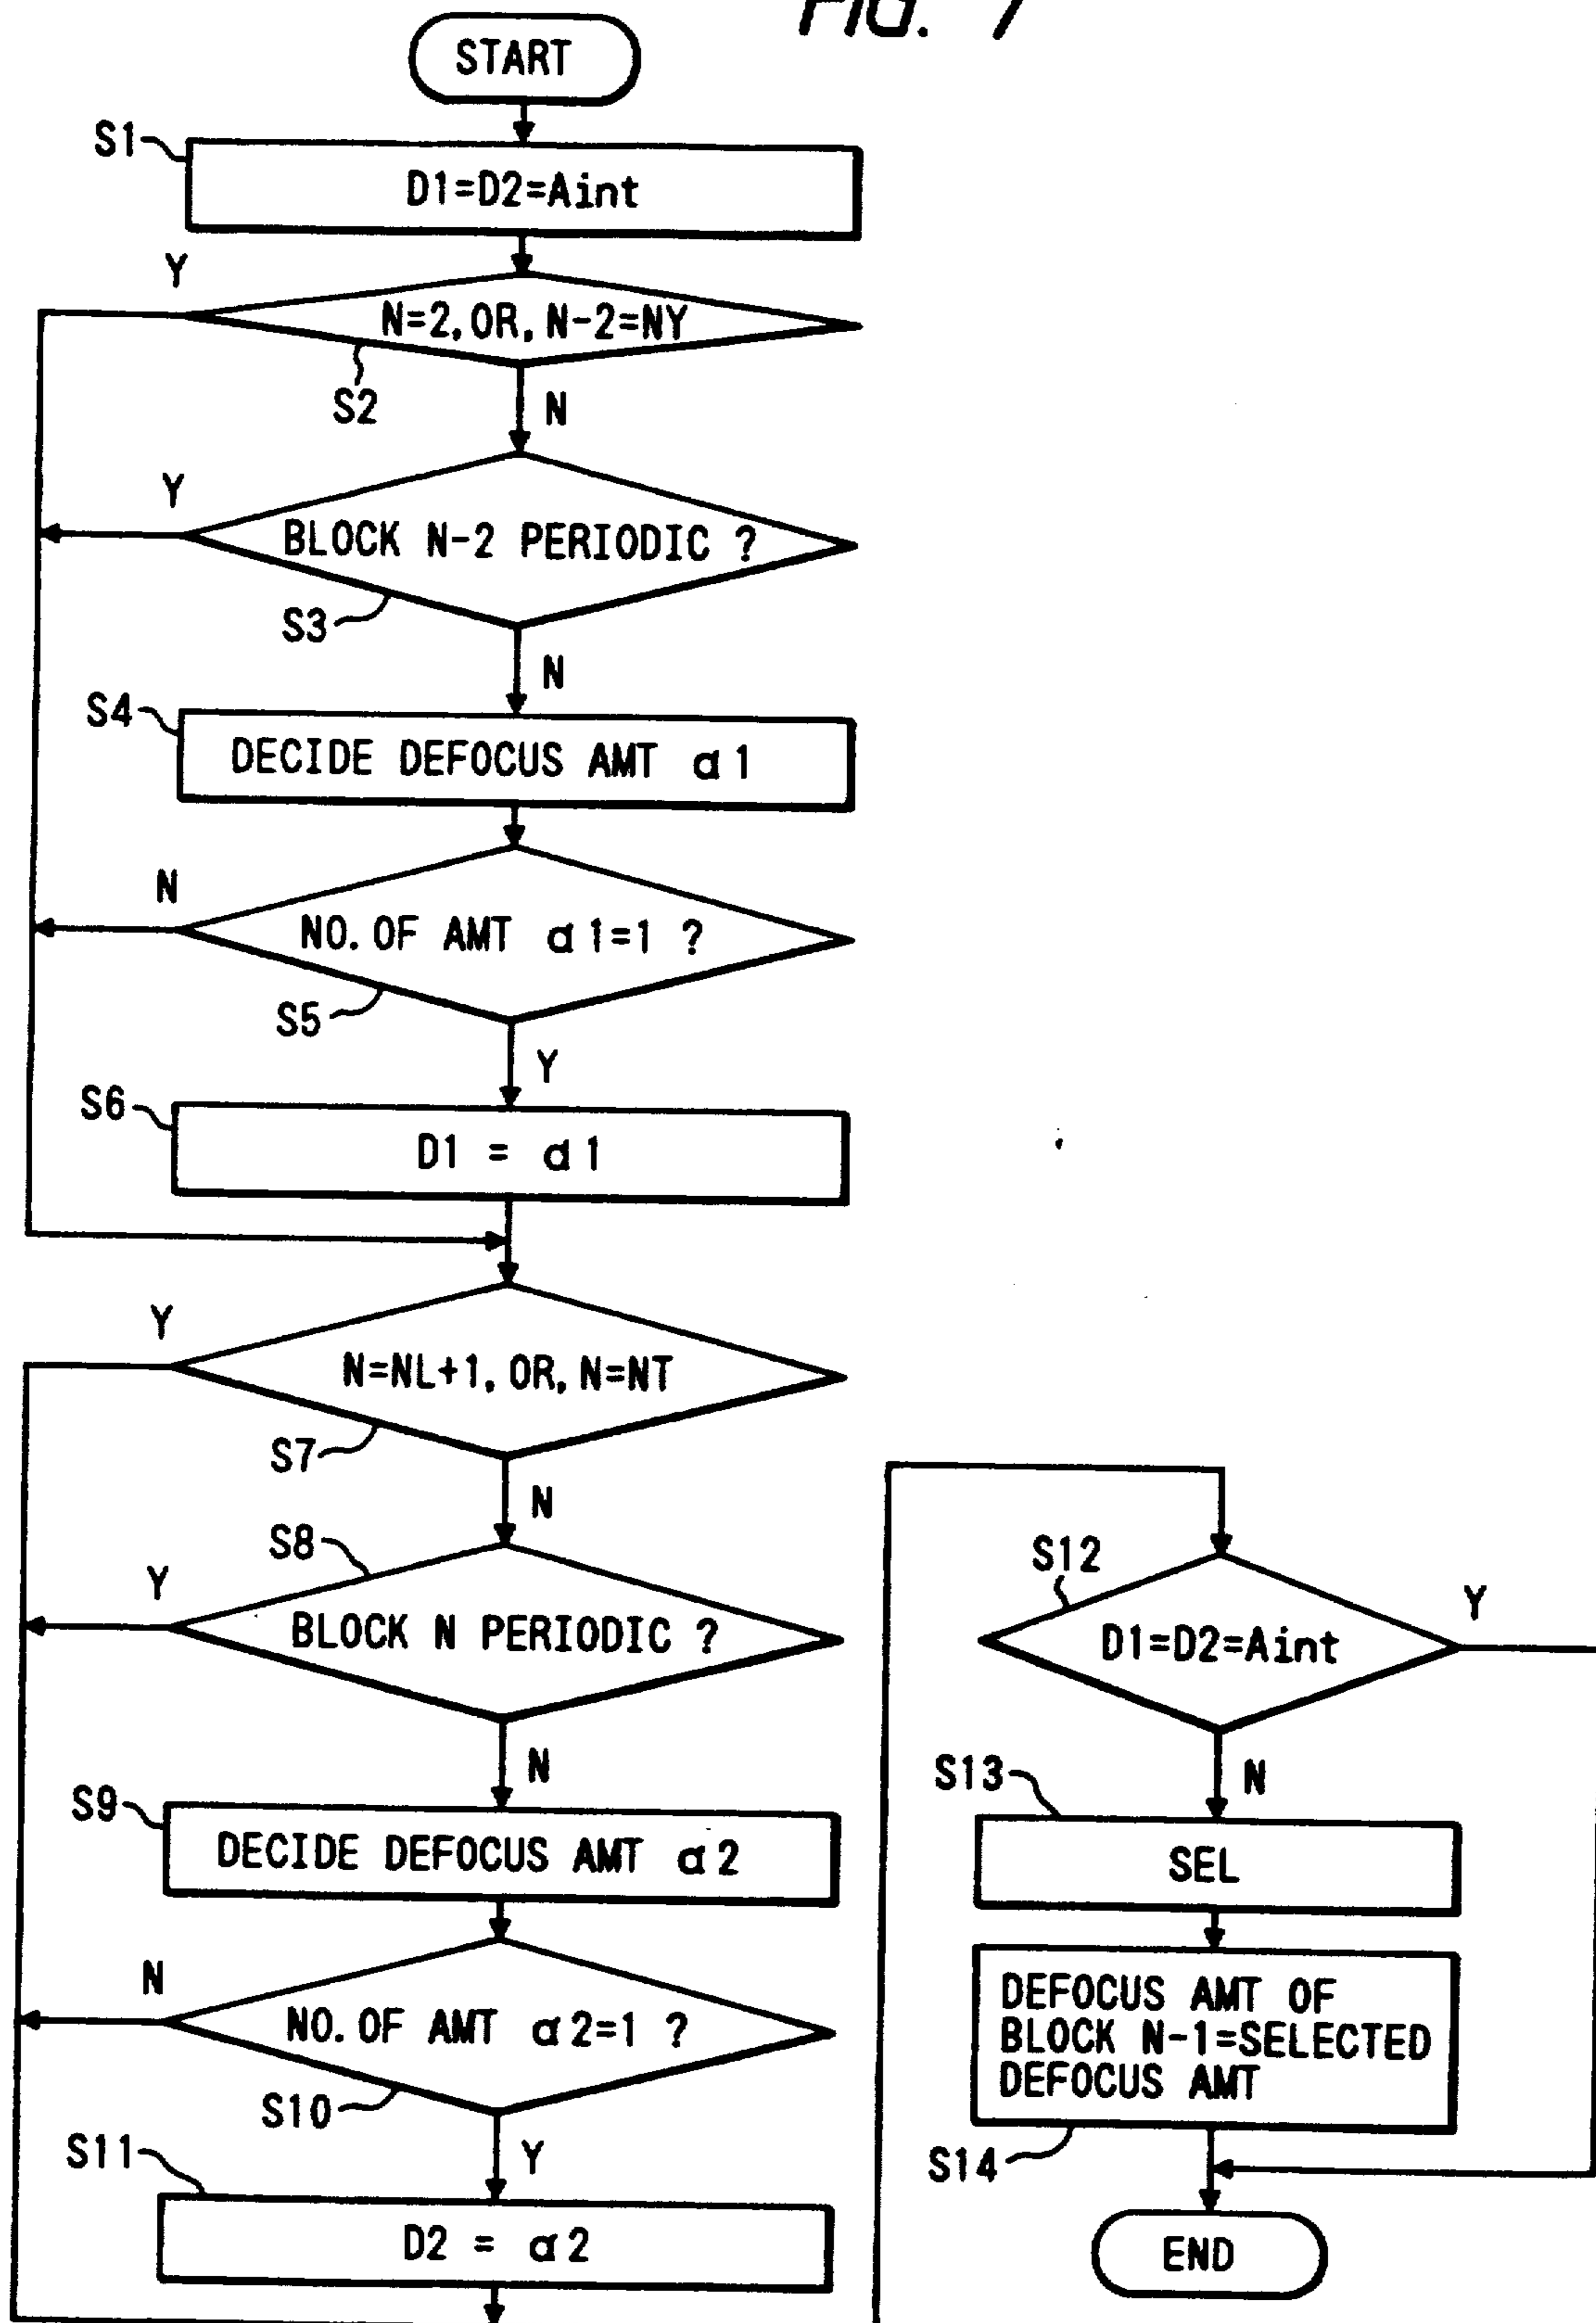 FIG. 7
START
S1
D1=D2=Aint
Y
N=2, OR, N-2=NY
S2
N
Y
BLOCK N-2 PERIODIC ?
S3
N
S4
DECIDE DEFOCUS AMT α1
N
NO. OF AMT α1=1 ?
S5
Y
S6
D1 = α1
Y
N=NL+1, OR, N=NT
S7
N
S8
Y
BLOCK N PERIODIC ?
N
S9
DECIDE DEFOCUS AMT α2
N
NO. OF AMT α2=1 ?
S10
Y
S11
D2 = α2
S12
Y
D1=D2=Aint
N
S13
SEL
DEFOCUS AMT OF
BLOCK N-1=SELECTED
DEFOCUS AMT
S14
END